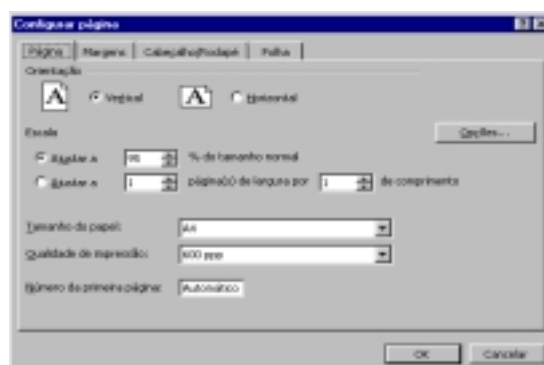 Configurar página
Página Margens Cabeçalho/Rodapé Folha
Orientação
A Vertical A Horizontal
Escala Opções...
Ajustar a % do tamanho normal
Ajustar a 1 página(s) de largura por 1 de comprimento
Tamanho do papel: A4
Qualidade de impressão: 600 ppp
Número da primeira página: Automático
OK Cancelar